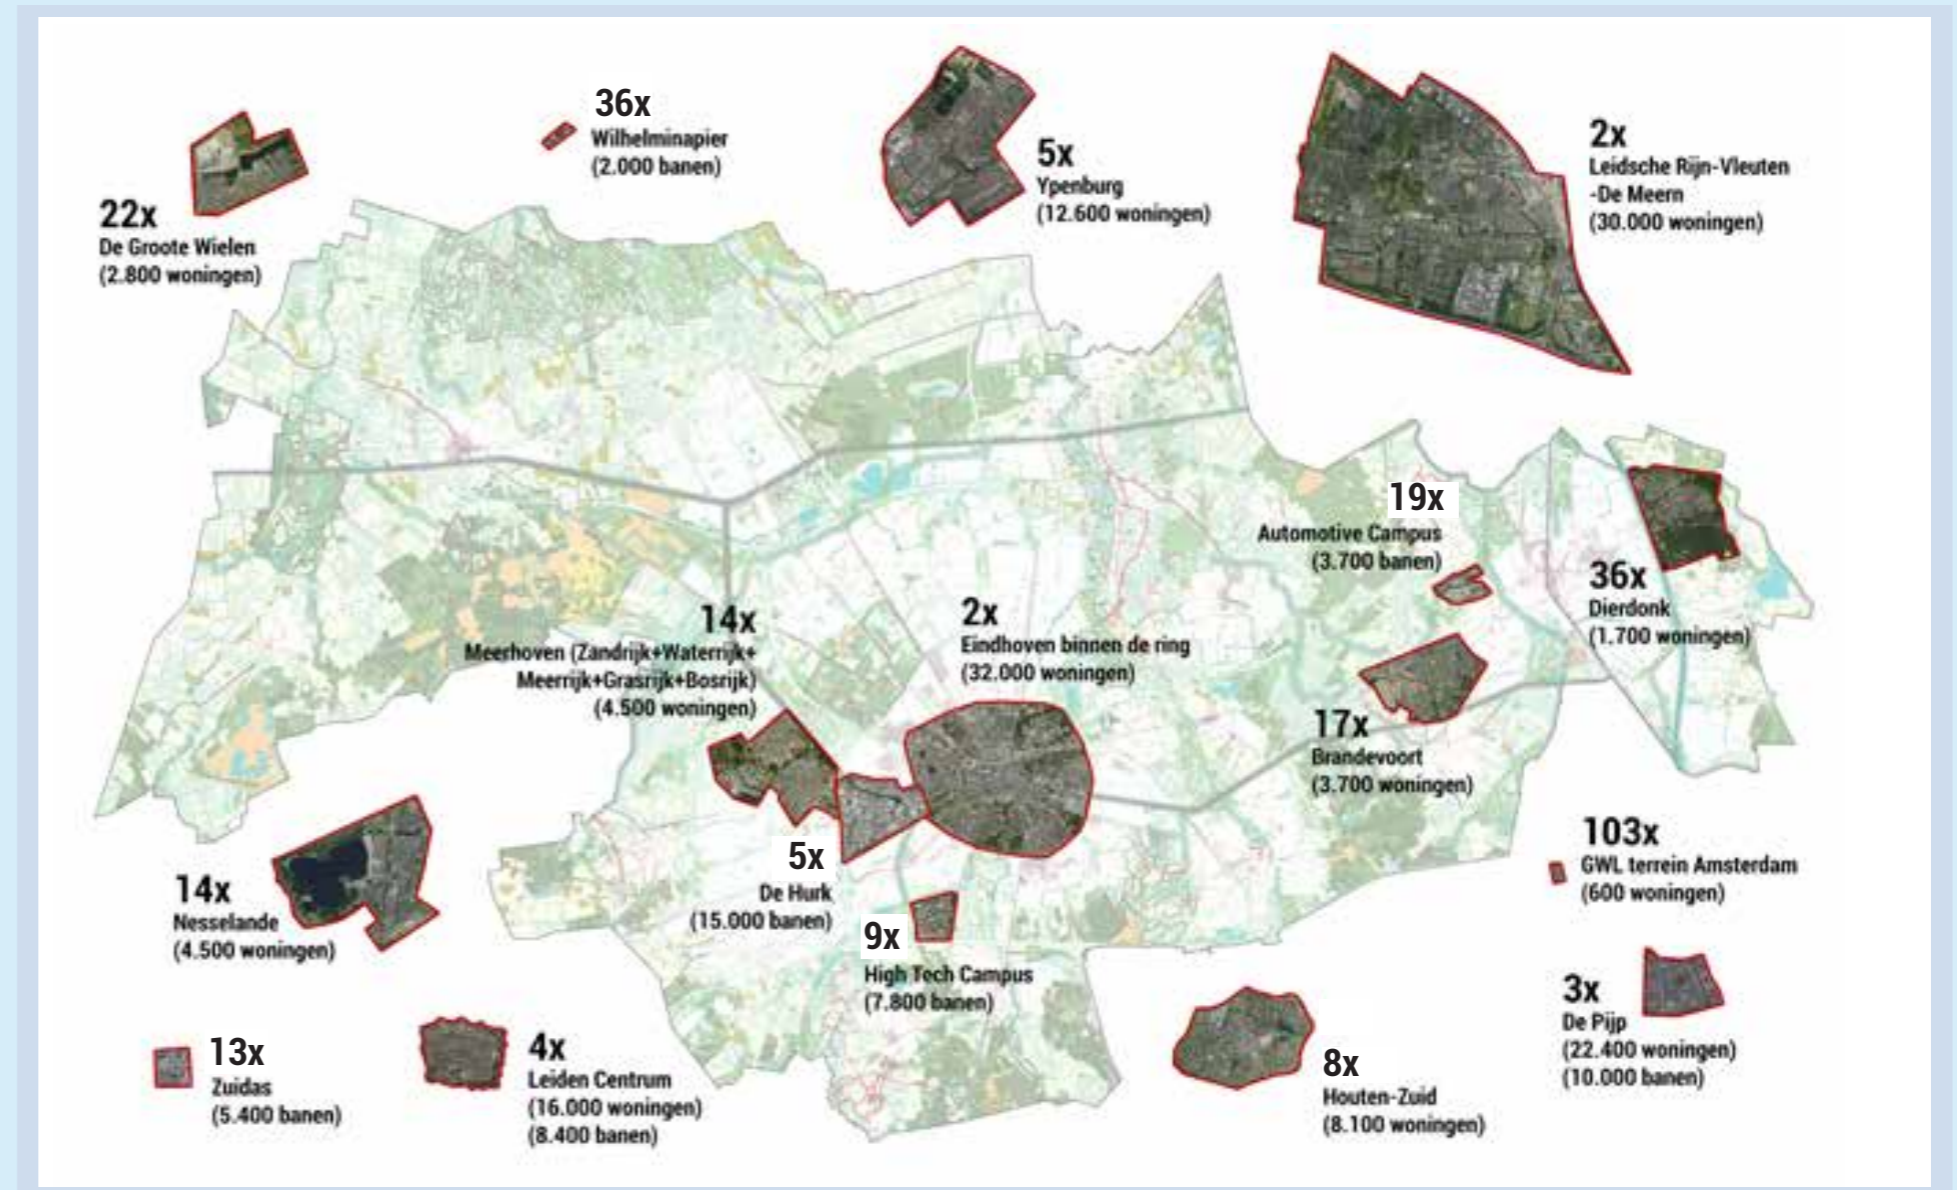 36x
Wilhelminapier
(2.000 banen)
5x
Ypenburg
(12.600 woningen)
2x
Leidsche Rijn-Vleuten
-De Meern
(30.000 woningen)
22x
De Groote Wielen
(2.800 woningen)
19x
Automotive Campus
(3.700 banen)
36x
Dierdonk
(1.700 woningen)
14x
Meerhoven (Zandrijk+Waterrijk+
Meerrijk+Grasrijk+Bosrijk)
(4.500 woningen)
2x
Eindhoven binnen de ring
(32.000 woningen)
17x
Brandevoort
(3.700 woningen)
5x
De Hurk
(15.000 banen)
103x
GWL terrein Amsterdam
(600 woningen)
14x
Nesselande
(4.500 woningen)
9x
High Tech Campus
(7.800 banen)
3x
De Pijp
(22.400 woningen)
(10.000 banen)
13x
Zuidas
(5.400 banen)
4x
Leiden Centrum
(16.000 woningen)
(8.400 banen)
8x
Houten-Zuid
(8.100 woningen)